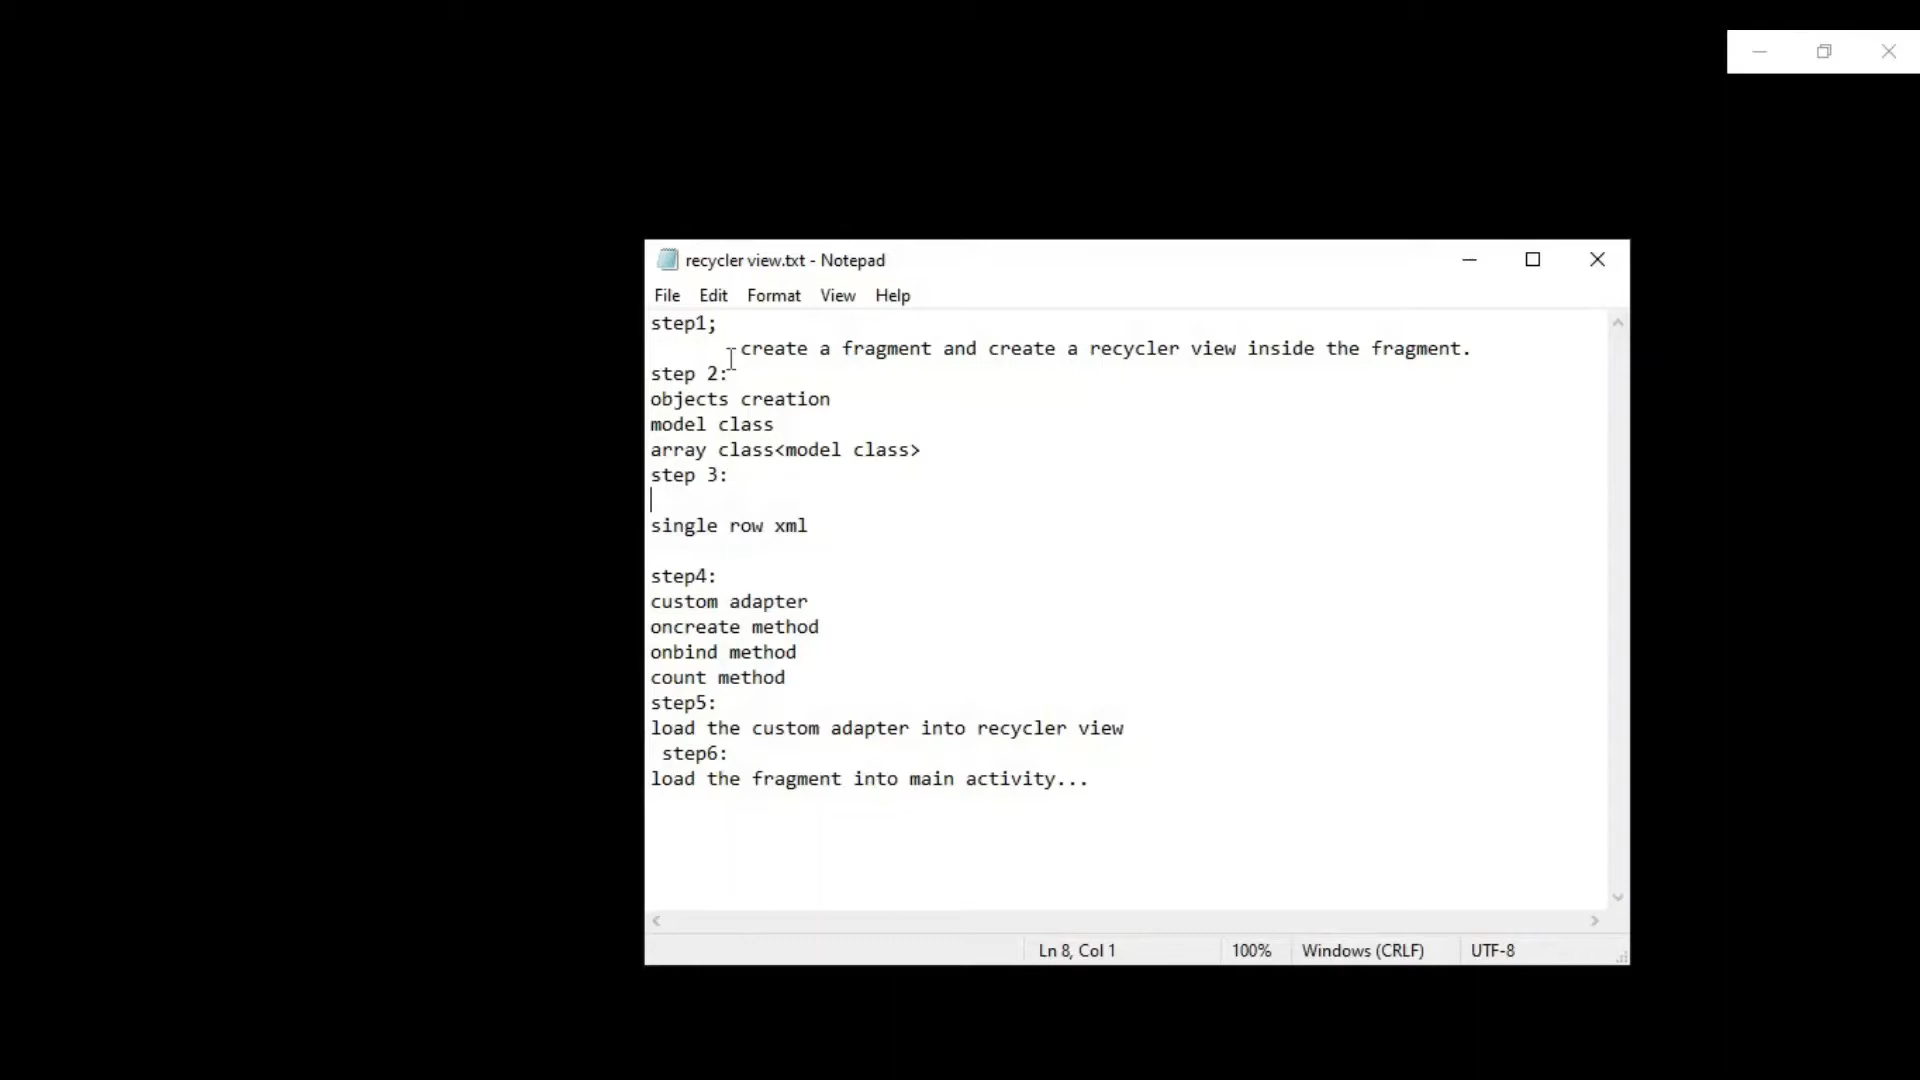 recycler view.txt - Notepad
File Edit Format View Help
step1;
create a fragment and create a recycler view inside the fragment.
step 2:
objects creation
model class
array class<model class>
step 3:
single row xml
step4:
custom adapter
oncreate method
onbind method
count method
step5:
load the custom adapter into recycler view
step6:
load the fragment into main activity...
Ln 8, Col 1 100% Windows (CRLF) UTF-8